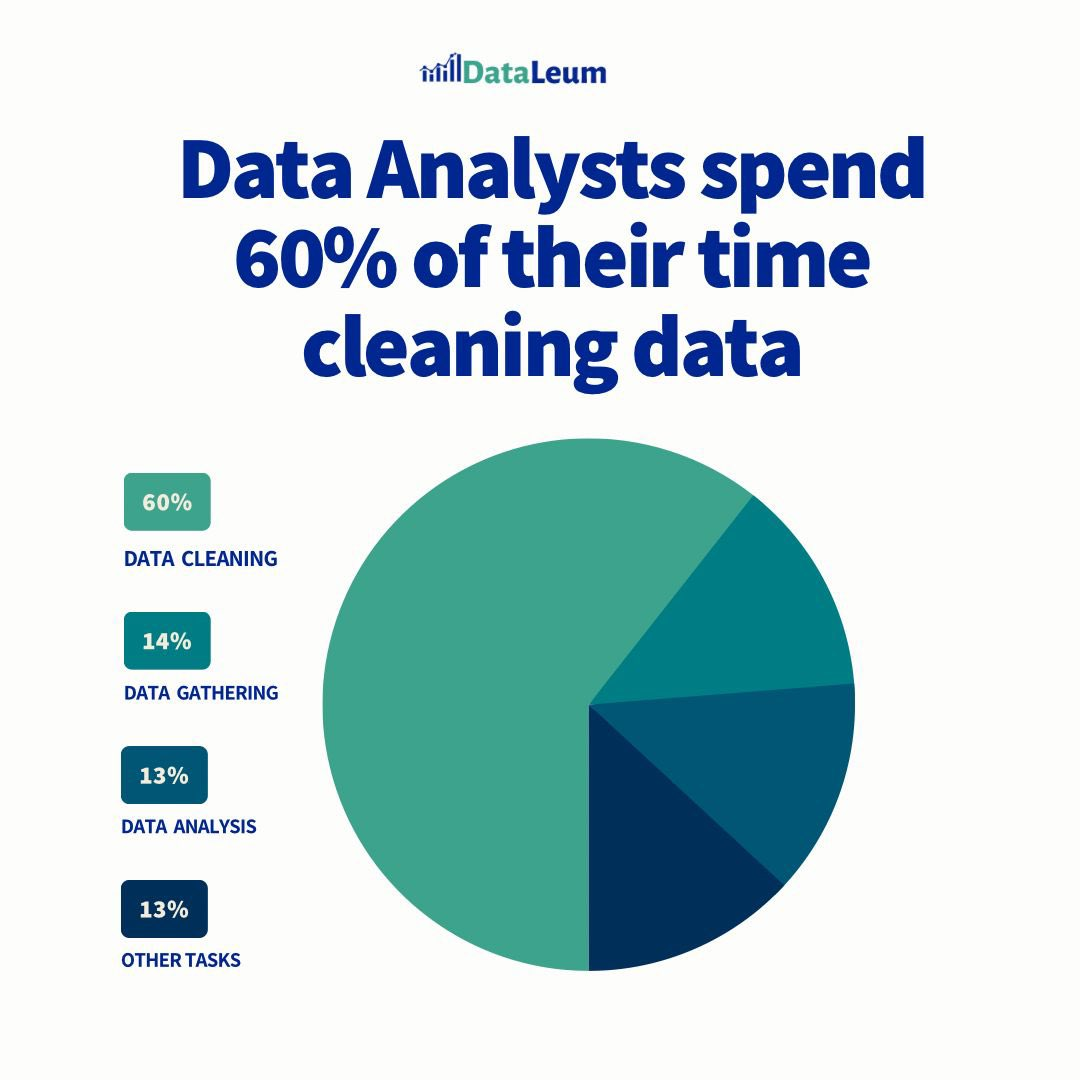 DataLeum
Data Analysts spend
60% of their time
cleaning data
60%
DATA CLEANING
14%
DATA GATHERING
13%
DATA ANALYSIS
13%
OTHER TASKS